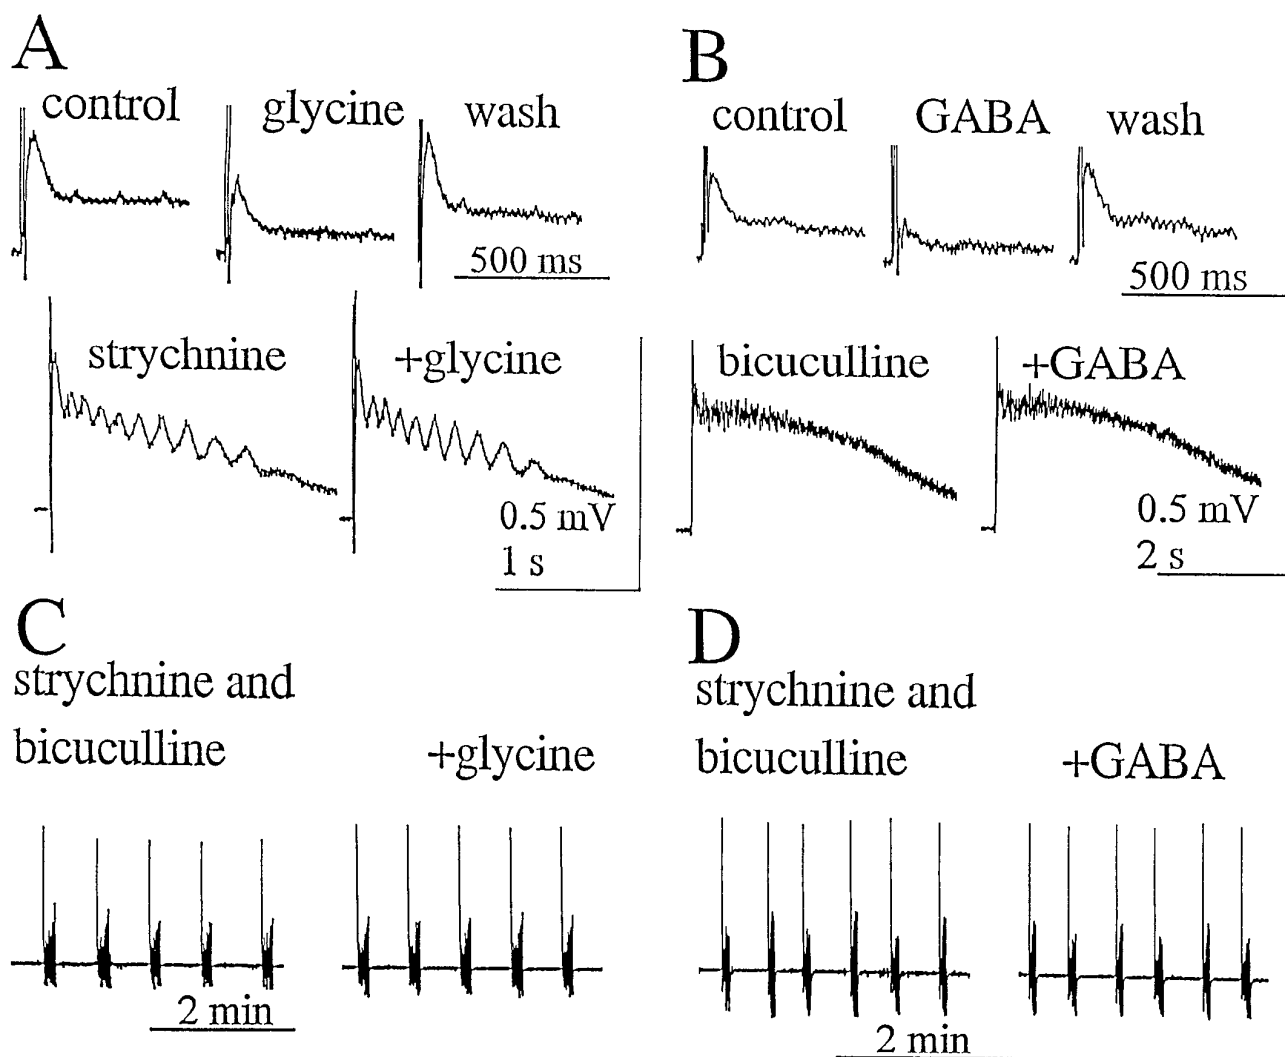 A
control glycine wash
500 ms
strychnine +glycine
0.5 mV
1 s
B
control GABA wash
500 ms
bicuculline +GABA
0.5 mV
2 s
C
strychnine and
bicuculline +glycine
2 min
D
strychnine and
bicuculline +GABA
2 min